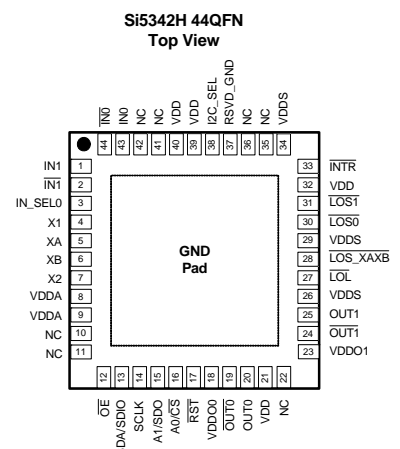 Si5342H 44QFN
Top View
IN0
IN0
NC
NC
VDD
VDD
I2C_SEL
RSVD_GND
NC
NC
VDDS
44
43
42
41
40
39
38
37
36
35
34
IN1 1
IN1 2
IN_SEL0 3
X1 4
XA 5
XB 6
X2 7
VDDA 8
VDDA 9
NC 10
NC 11
GND
Pad
33 INTR
32 VDD
31 LOS1
30 LOS0
29 VDDS
28 LOS_XAXB
27 LOL
26 VDDS
25 OUT1
24 OUT1
23 VDDO1
12
13
14
15
16
17
18
19
20
21
22
OE
DA/SDIO
SCLK
A1/SDO
A0/CS
RST
VDDO0
OUT0
OUT0
VDD
NC